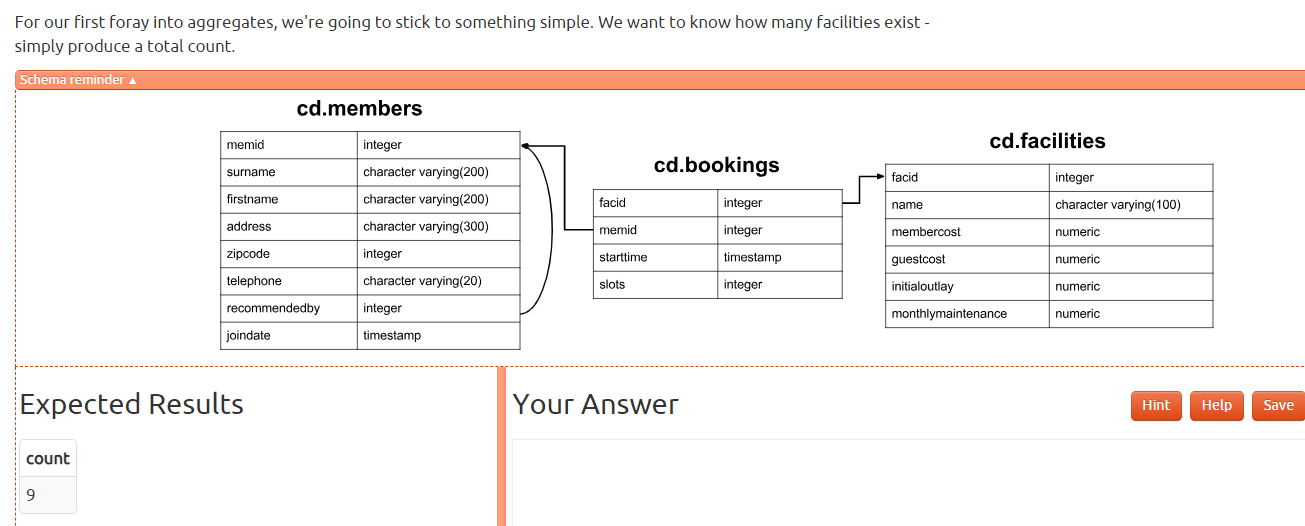 For our first foray into aggregates, we're going to stick to something simple. We want to know how many facilities exist -
simply produce a total count.
Schema reminder ▲
cd.members
memid integer
surname character varying(200)
firstname character varying(200)
address character varying(300)
zipcode integer
telephone character varying(20)
recommendedby integer
joindate timestamp
cd.bookings
facid integer
memid integer
starttime timestamp
slots integer
cd.facilities
facid integer
name character varying(100)
membercost numeric
guestcost numeric
initialoutlay numeric
monthlymaintenance numeric
Expected Results
count
9
Your Answer
Hint Help Save